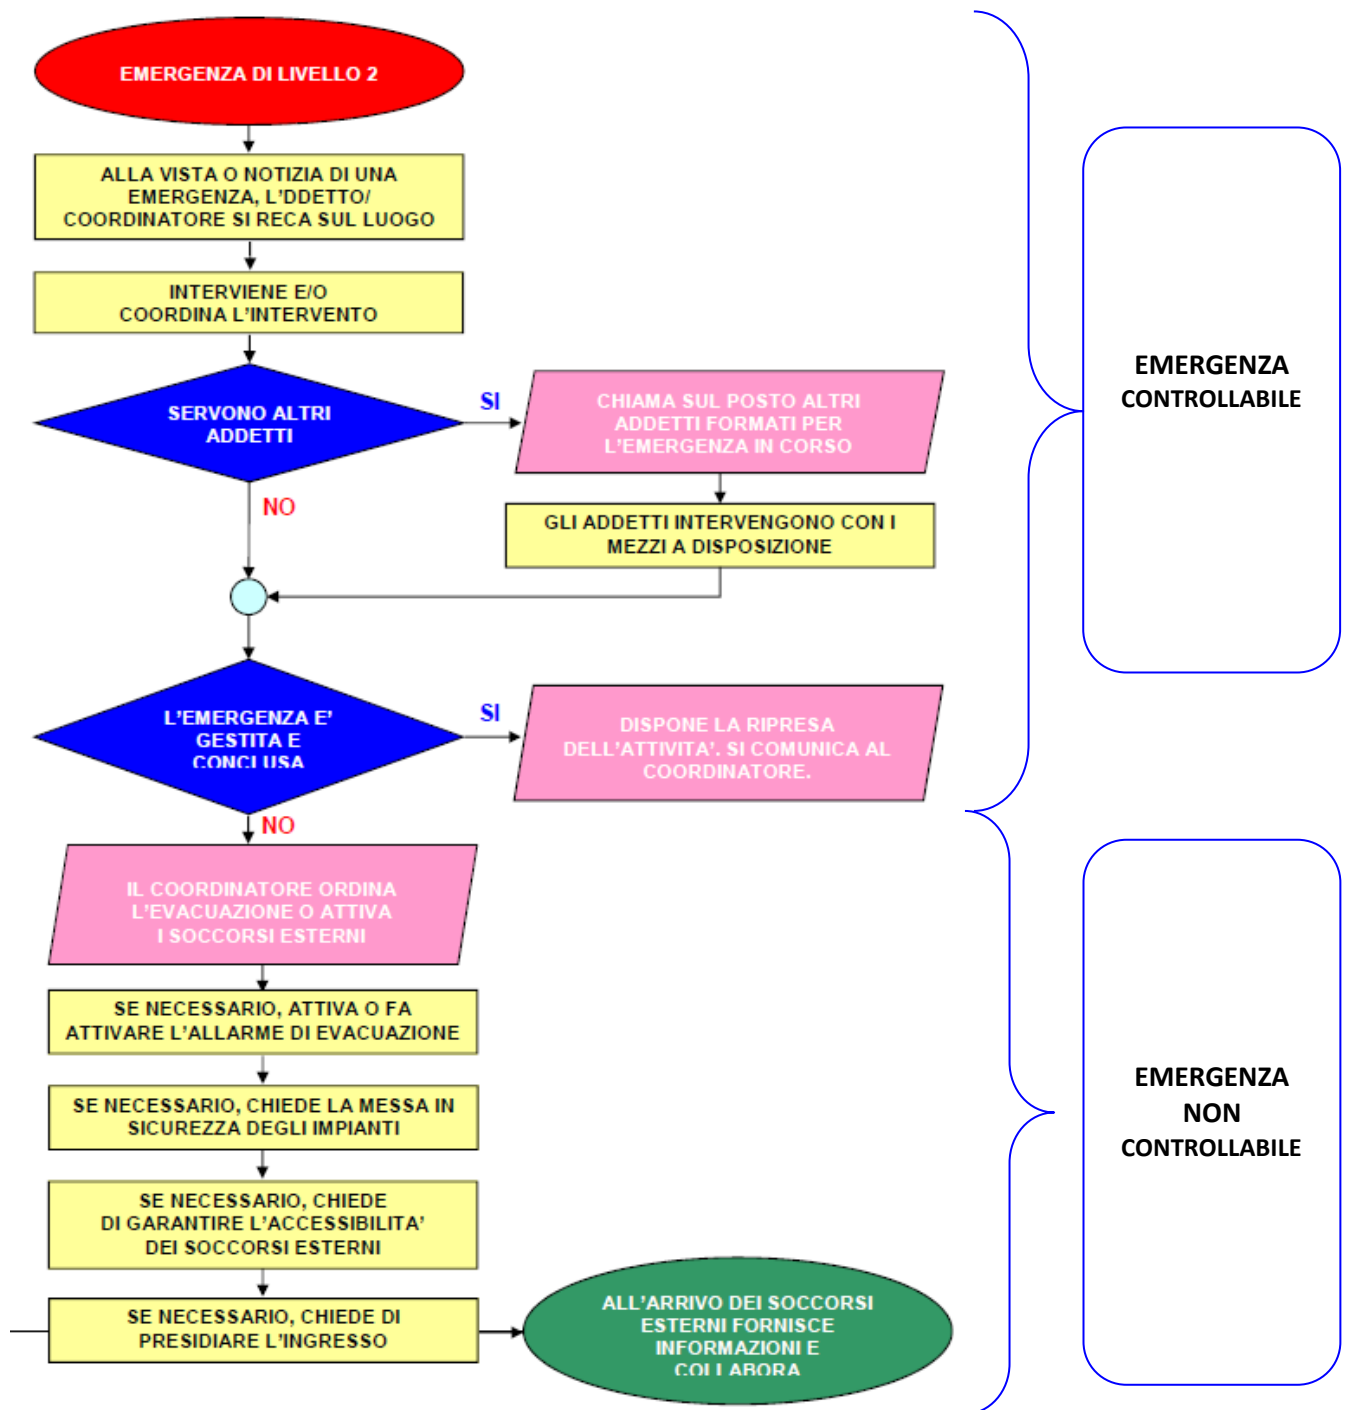 EMERGENZA DI LIVELLO 2
ALLA VISTA O NOTIZIA DI UNA
EMERGENZA, L'DDETTO/
COORDINATORE SI RECA SUL LUOGO
INTERVIENE E/O
COORDINA L'INTERVENTO
SERVONO ALTRI
ADDETTI
SI
CHIAMA SUL POSTO ALTRI
ADDETTI FORMATI PER
L'EMERGENZA IN CORSO
NO
GLI ADDETTI INTERVENGONO CON I
MEZZI A DISPOSIZIONE
L'EMERGENZA E'
GESTITA E
CONCLUSA
SI
DISPONE LA RIPRESA
DELL'ATTIVITA'. SI COMUNICA AL
COORDINATORE.
NO
IL COORDINATORE ORDINA
L'EVACUAZIONE O ATTIVA
I SOCCORSI ESTERNI
SE NECESSARIO, ATTIVA O FA
ATTIVARE L'ALLARME DI EVACUAZIONE
SE NECESSARIO, CHIEDE LA MESSA IN
SICUREZZA DEGLI IMPIANTI
SE NECESSARIO, CHIEDE
DI GARANTIRE L'ACCESSIBILITA'
DEI SOCCORSI ESTERNI
SE NECESSARIO, CHIEDE DI
PRESIDIARE L'INGRESSO
ALL'ARRIVO DEI SOCCORSI
ESTERNI FORNISCE
INFORMAZIONI E
COLLABORA
EMERGENZA
CONTROLLABILE
EMERGENZA
NON
CONTROLLABILE